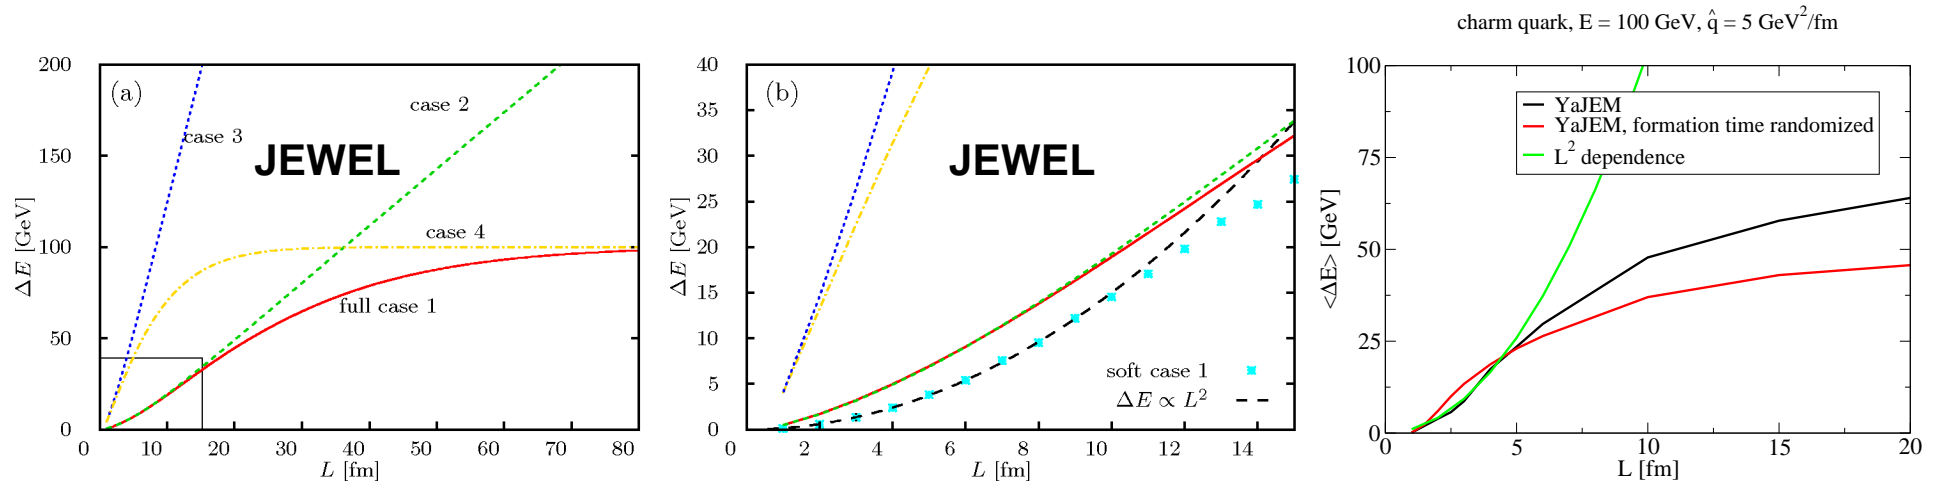 charm quark, E = 100 GeV, q̂ = 5 GeV²/fm
200
150
100
50
0
ΔE [GeV]
(a)
case 2
case 3
JEWEL
case 4
full case 1
0 10 20 30 40 50 60 70 80
L [fm]
40
35
30
25
20
15
10
5
0
ΔE [GeV]
(b)
JEWEL
soft case 1
ΔE ∝ L²
0 2 4 6 8 10 12 14
L [fm]
100
75
50
25
0
<ΔE> [GeV]
YaJEM
YaJEM, formation time randomized
L² dependence
0 5 10 15 20
L [fm]